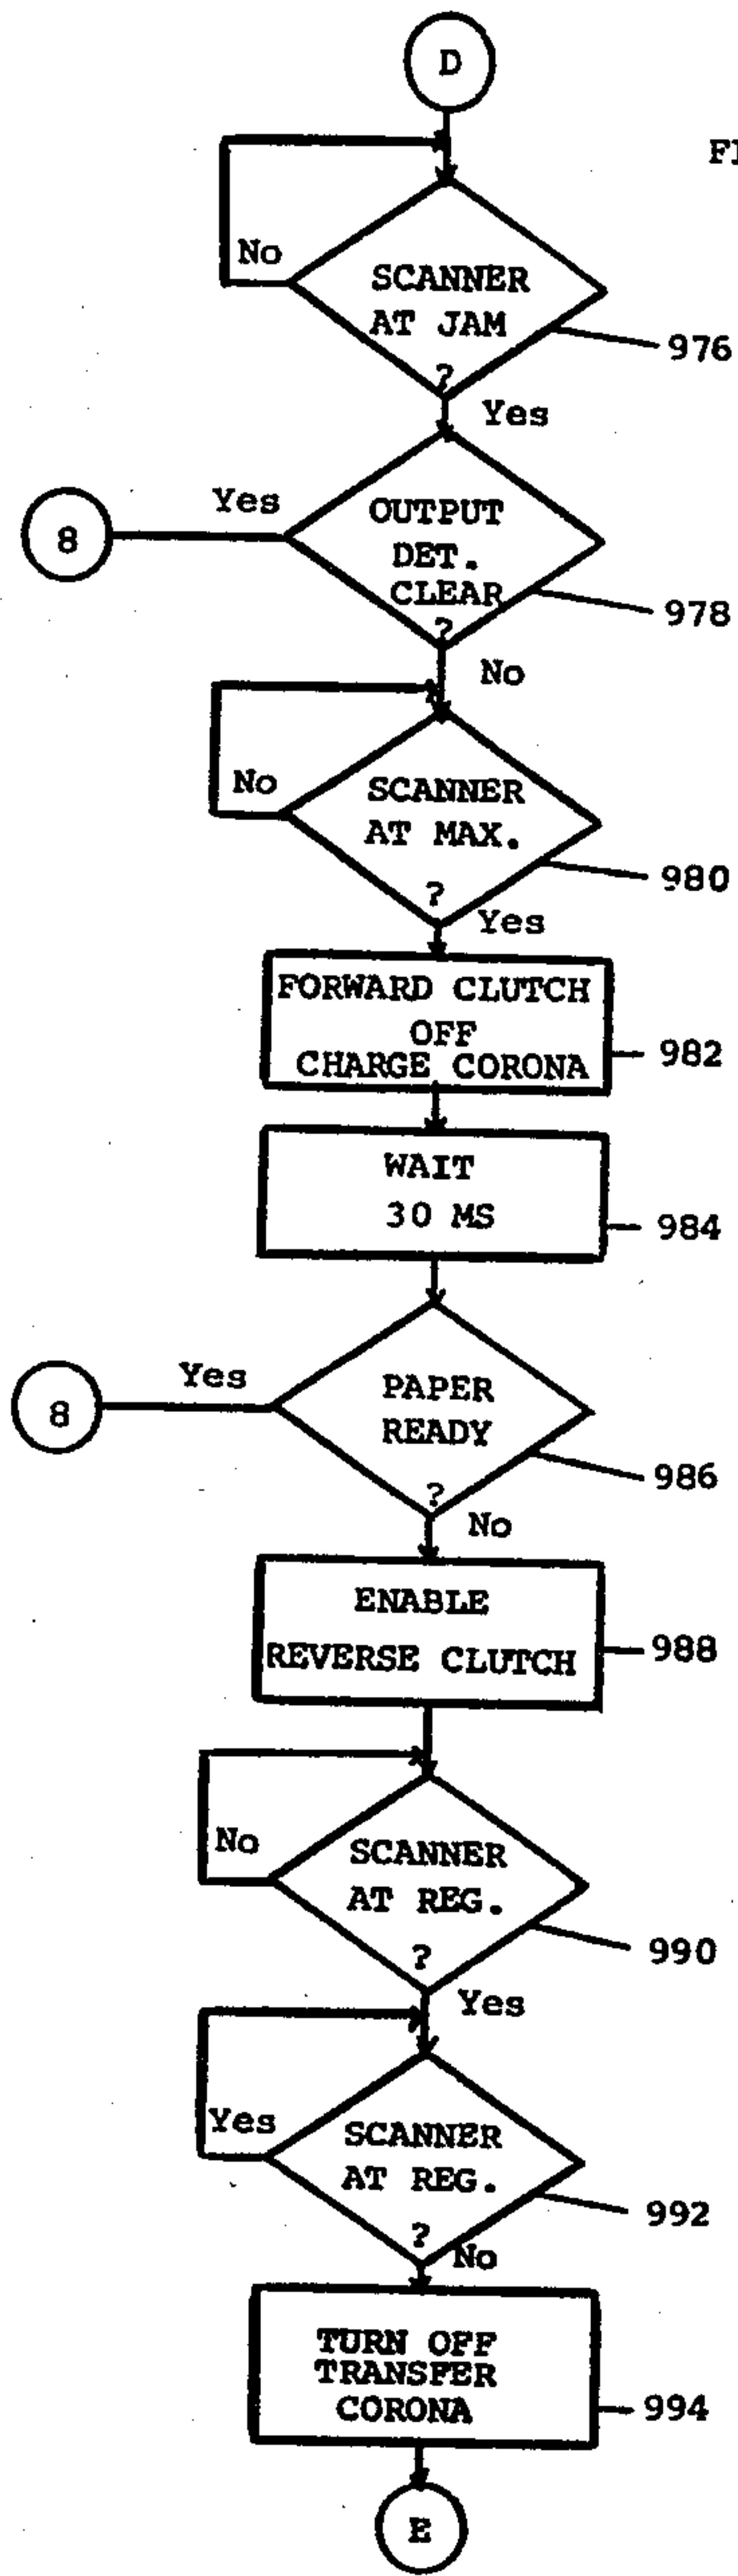 D
No
SCANNER
AT JAM
?
976
Yes
Yes
8
OUTPUT
DET.
CLEAR
?
978
No
No
SCANNER
AT MAX.
?
980
Yes
FORWARD CLUTCH
OFF
CHARGE CORONA
982
WAIT
30 MS
984
Yes
8
PAPER
READY
?
986
No
ENABLE
REVERSE CLUTCH
988
No
SCANNER
AT REG.
?
990
Yes
Yes
SCANNER
AT REG.
?
992
No
TURN OFF
TRANSFER
CORONA
994
E